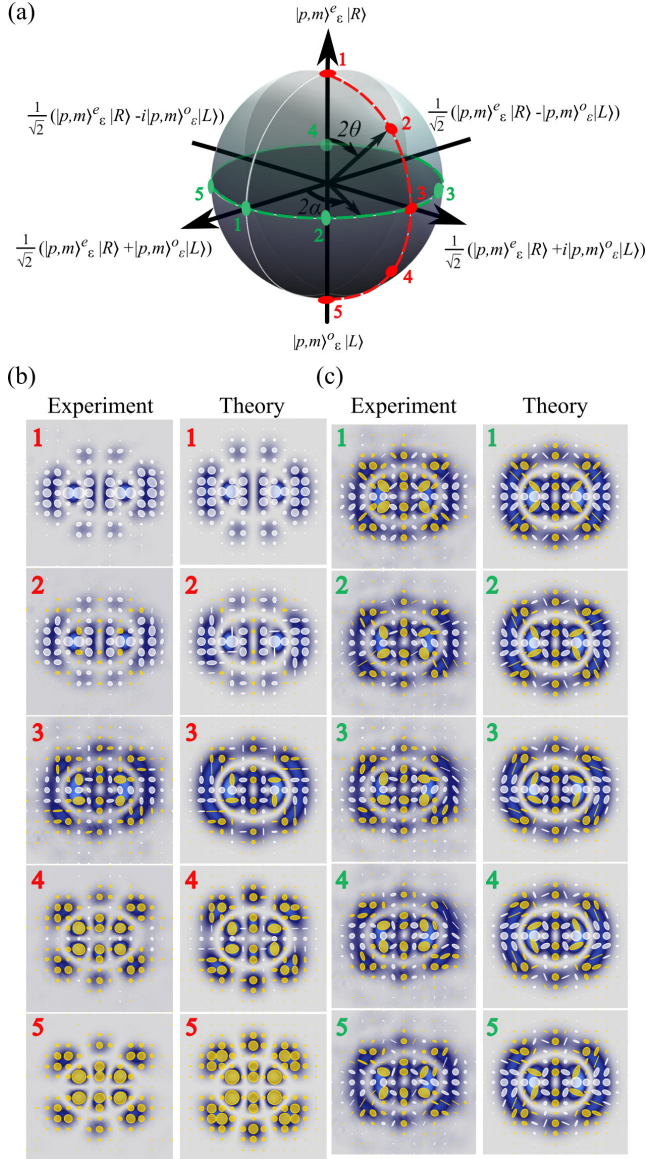 (a)
|p,m⟩ᵉ_ε |R⟩
1
1/√2 (|p,m⟩ᵉ_ε |R⟩ -i|p,m⟩ᵒ_ε|L⟩)
1/√2 (|p,m⟩ᵉ_ε |R⟩ -|p,m⟩ᵒ_ε|L⟩)
2
4
2θ
5
3
3
1
2α
2
1/√2 (|p,m⟩ᵉ_ε |R⟩ +|p,m⟩ᵒ_ε|L⟩)
1/√2 (|p,m⟩ᵉ_ε |R⟩ +i|p,m⟩ᵒ_ε|L⟩)
4
5
|p,m⟩ᵒ_ε |L⟩
(b)
(c)
Experiment Theory
Experiment Theory
1 1 1 1
2 2 2 2
3 3 3 3
4 4 4 4
5 5 5 5